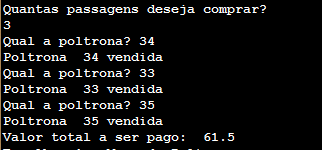 Quantas passagens deseja comprar?
3
Qual a poltrona? 34
Poltrona  34 vendida
Qual a poltrona? 33
Poltrona  33 vendida
Qual a poltrona? 35
Poltrona  35 vendida
Valor total a ser pago:  61.5